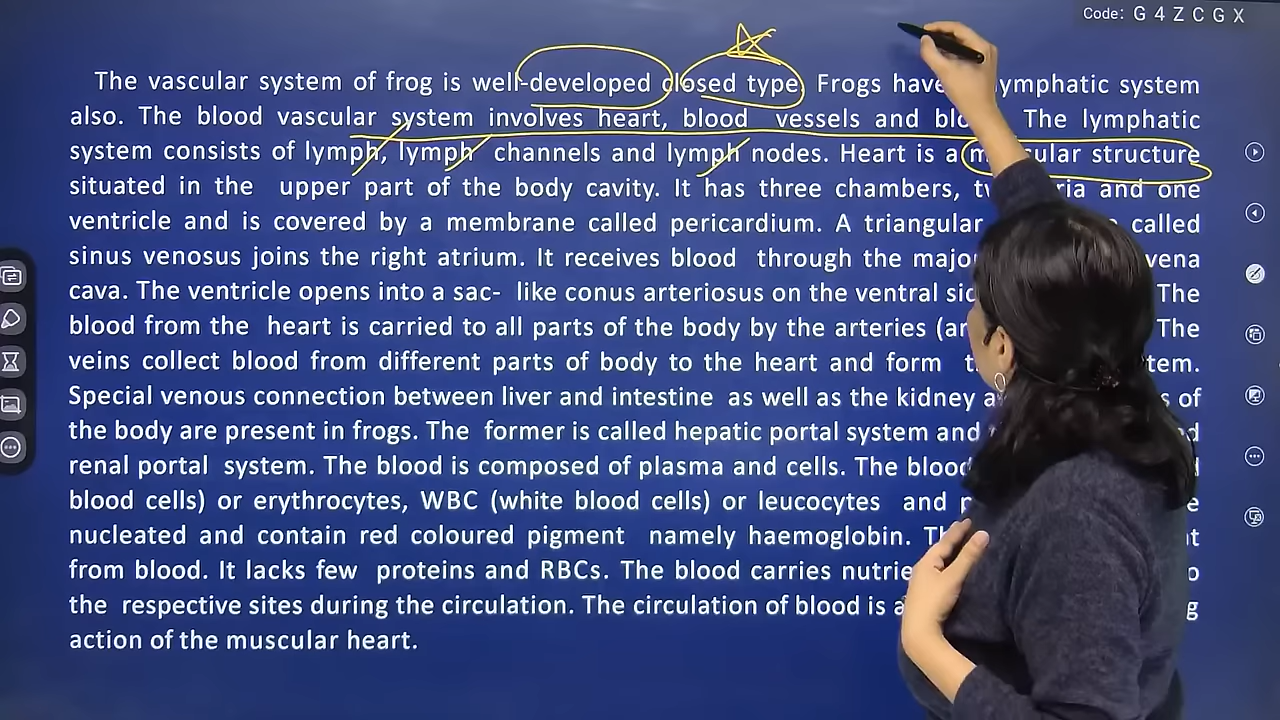 Code: G 4 Z C G X
The vascular system of frog is well-developed closed type. Frogs have lymphatic system
also. The blood vascular system involves heart, blood vessels and The lymphatic
system consists of lymph, lymph channels and lymph nodes. Heart is a muscular structure
situated in the upper part of the body cavity. It has three chambers, and one
ventricle and is covered by a membrane called pericardium. A triangular called
sinus venosus joins the right atrium. It receives blood through the major vena
cava. The ventricle opens into a sac- like conus arteriosus on the ventral The
blood from the heart is carried to all parts of the body by the arteries The
veins collect blood from different parts of body to the heart and form
Special venous connection between liver and intestine as well as the kidney of
the body are present in frogs. The former is called hepatic portal system and
renal portal system. The blood is composed of plasma and cells. The blood
blood cells) or erythrocytes, WBC (white blood cells) or leucocytes and
nucleated and contain red coloured pigment namely haemoglobin.
from blood. It lacks few proteins and RBCs. The blood carries
the respective sites during the circulation. The circulation of blood is
action of the muscular heart.